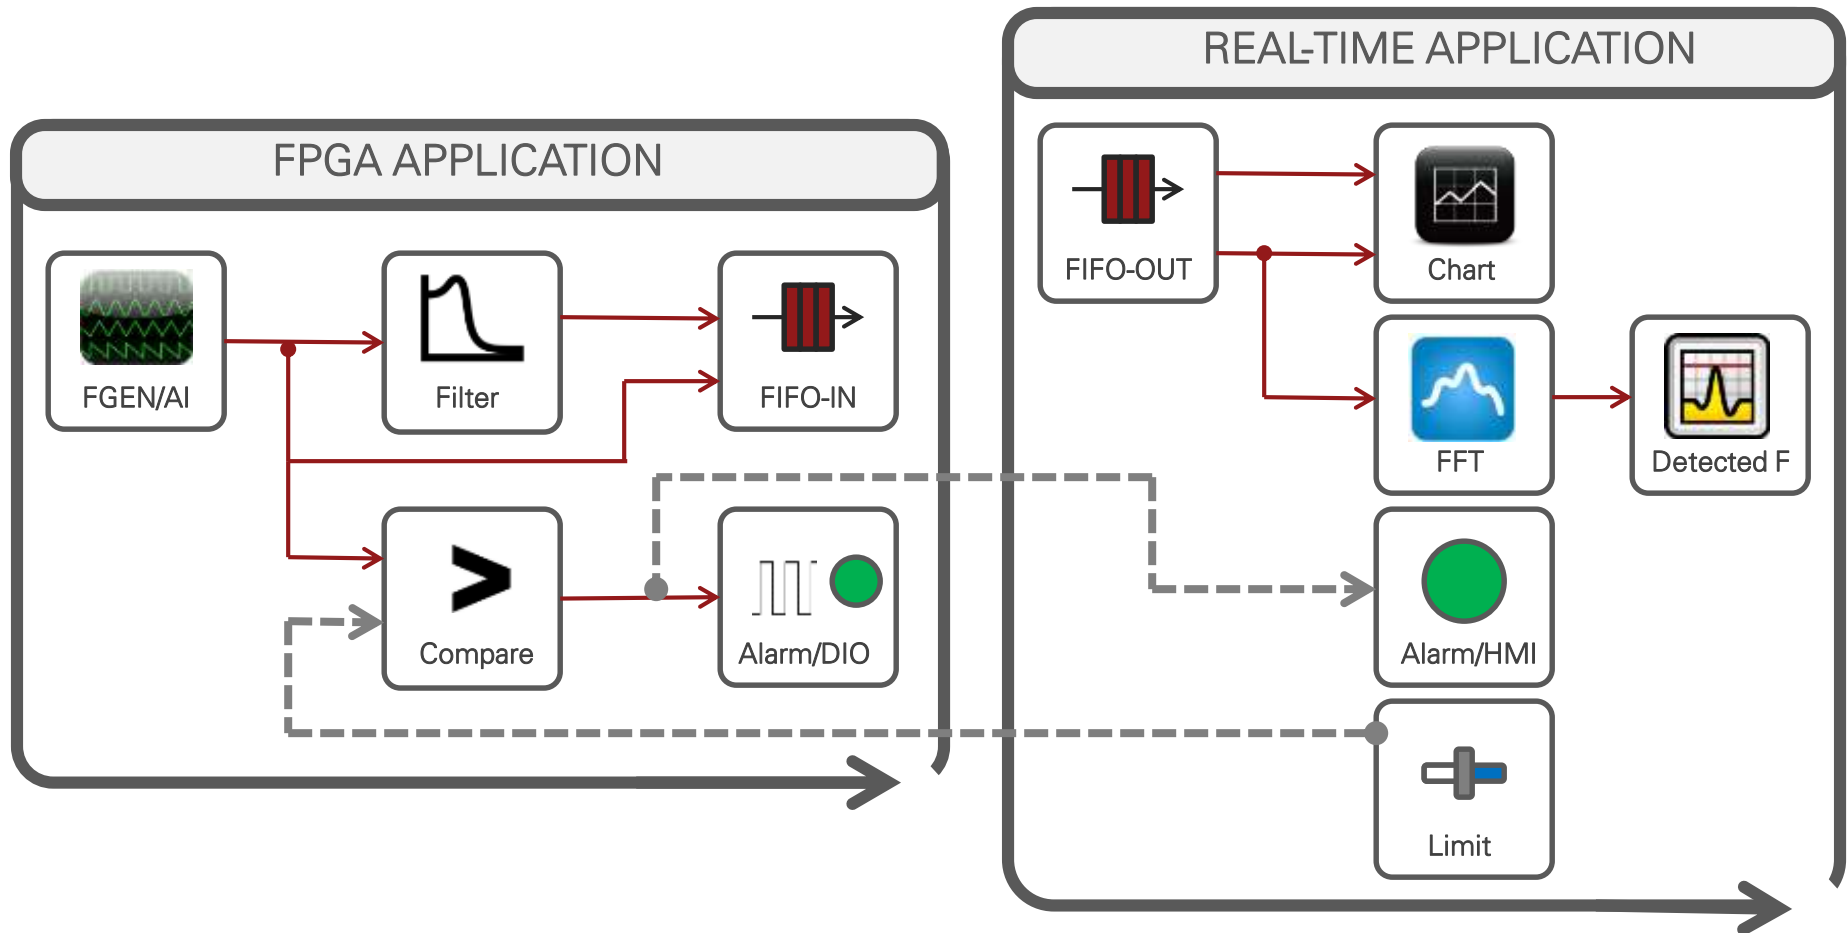 REAL-TIME APPLICATION
FPGA APPLICATION
FGEN/AI
Filter
FIFO-IN
Compare
Alarm/DIO
FIFO-OUT
Chart
FFT
Detected F
Alarm/HMI
Limit